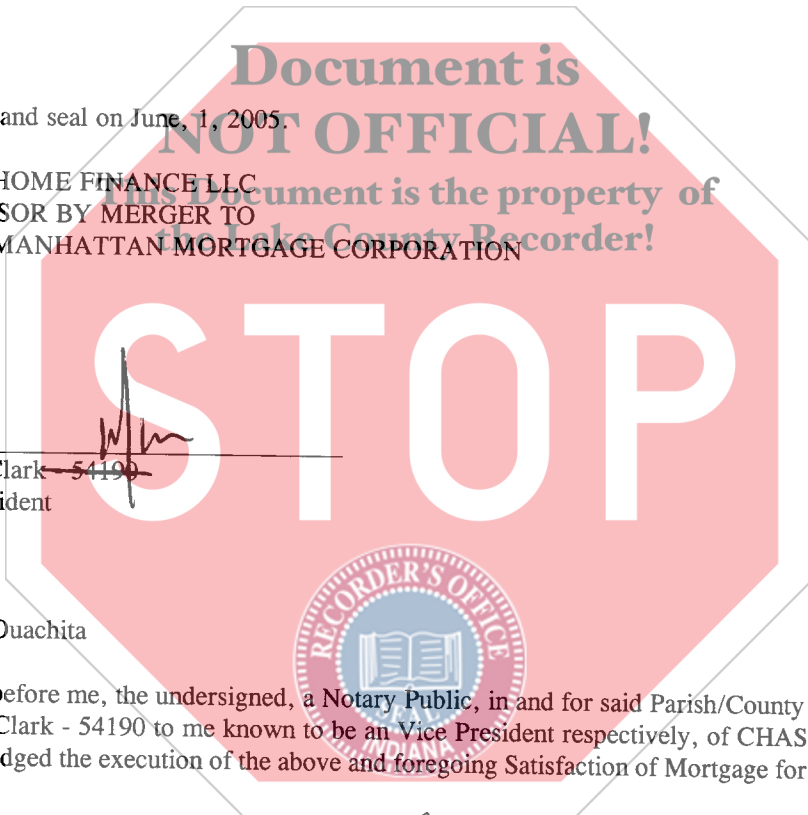 Document is
and seal on June, 1, 2005.
NOT OFFICIAL!
HOME FINANCE LLC
This Document is the property of
SOR BY MERGER TO
the Lake County Recorder!
MANHATTAN MORTGAGE CORPORATION
STOP
Clark - 54190
ident
RECORDER'S OFFICE
Ouachita
before me, the undersigned, a Notary Public, in and for said Parish/County
Clark - 54190 to me known to be an Vice President respectively, of CHAS
INDIANA
dged the execution of the above and foregoing Satisfaction of Mortgage for